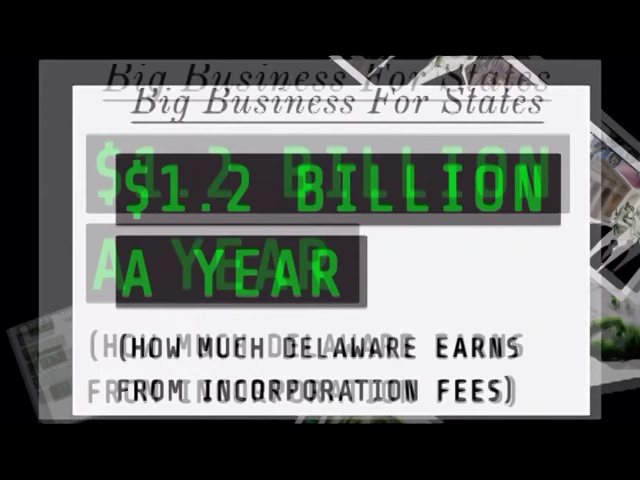 Big Business For States
$1.2 BILLION
A YEAR
(HOW MUCH DELAWARE EARNS
FROM INCORPORATION FEES)